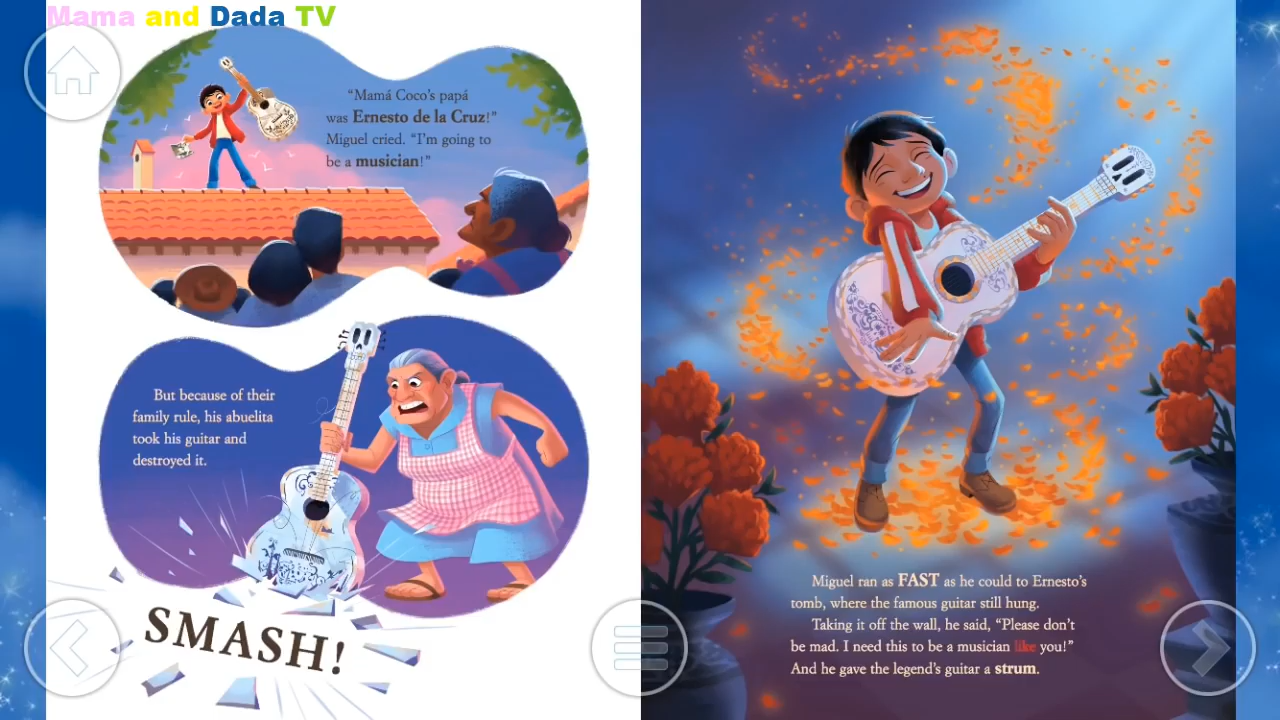 Mama and Dada TV
“Mamá Coco’s papá
was Ernesto de la Cruz!”
Miguel cried. “I’m going to
be a musician!”
But because of their
family rule, his abuelita
took his guitar and
destroyed it.
SMASH!
Miguel ran as FAST as he could to Ernesto’s
tomb, where the famous guitar still hung.
Taking it off the wall, he said, “Please don’t
be mad. I need this to be a musician like you!”
And he gave the legend’s guitar a strum.